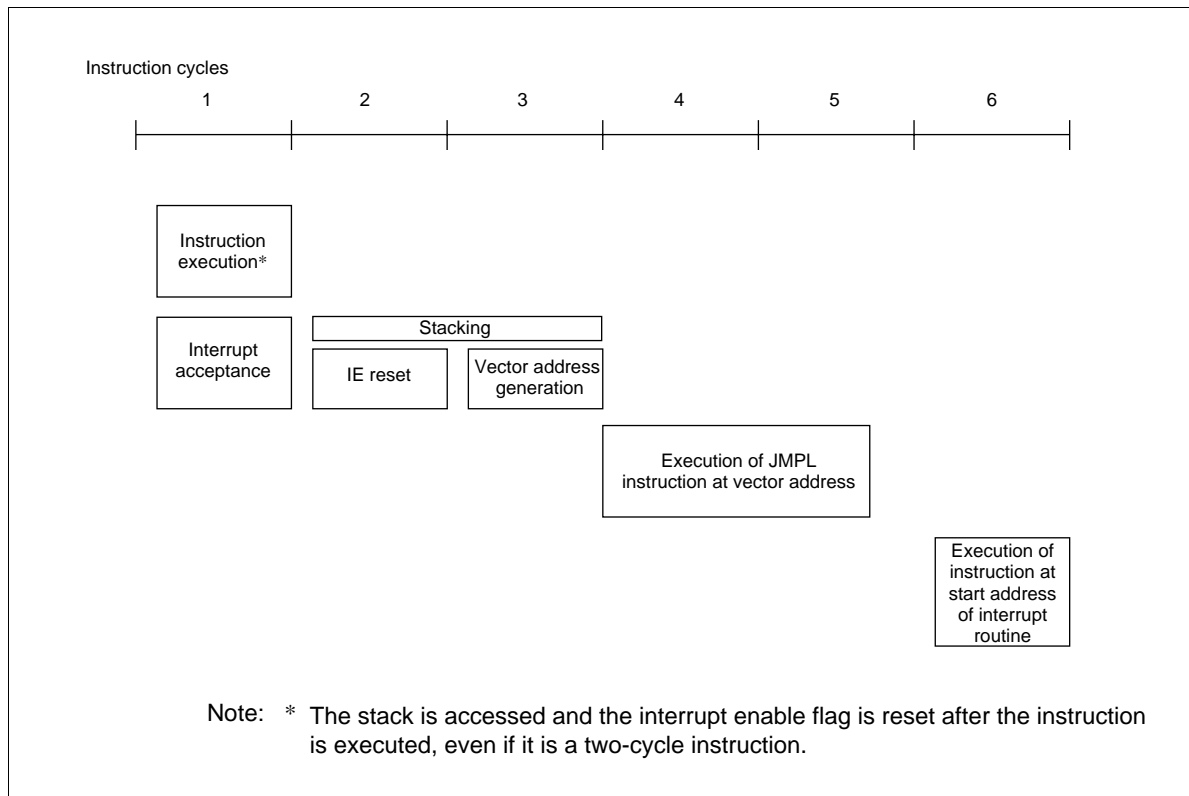 Instruction cycles
1 2 3 4 5 6
Instruction
execution*
Interrupt
acceptance
Stacking
IE reset
Vector address
generation
Execution of JMPL
instruction at vector address
Execution of
instruction at
start address
of interrupt
routine
Note: * The stack is accessed and the interrupt enable flag is reset after the instruction
is executed, even if it is a two-cycle instruction.